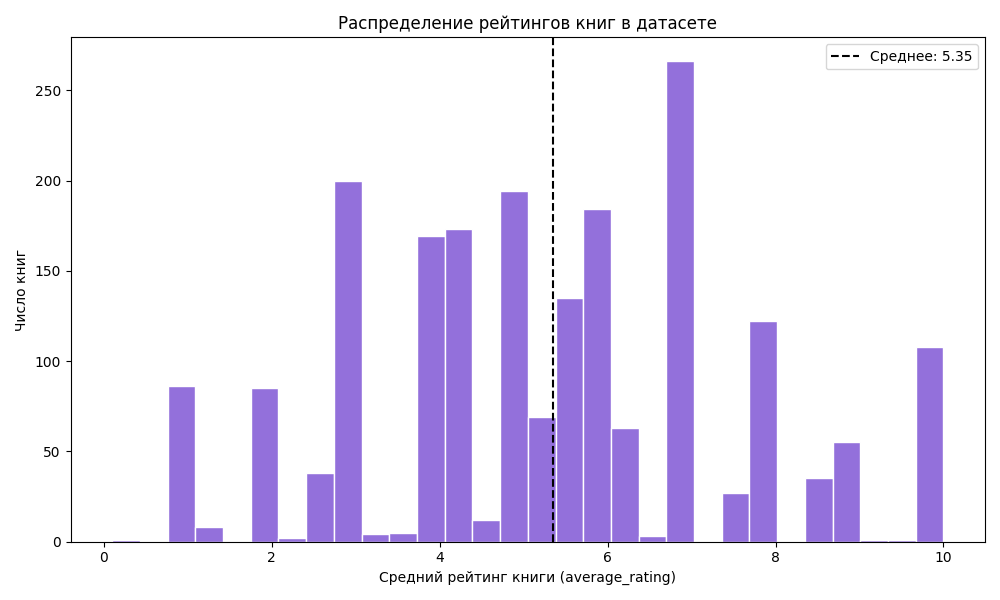 Распределение рейтингов книг в датасете
Среднее: 5.35
Число книг
250
200
150
100
50
0
0 2 4 6 8 10
Средний рейтинг книги (average_rating)